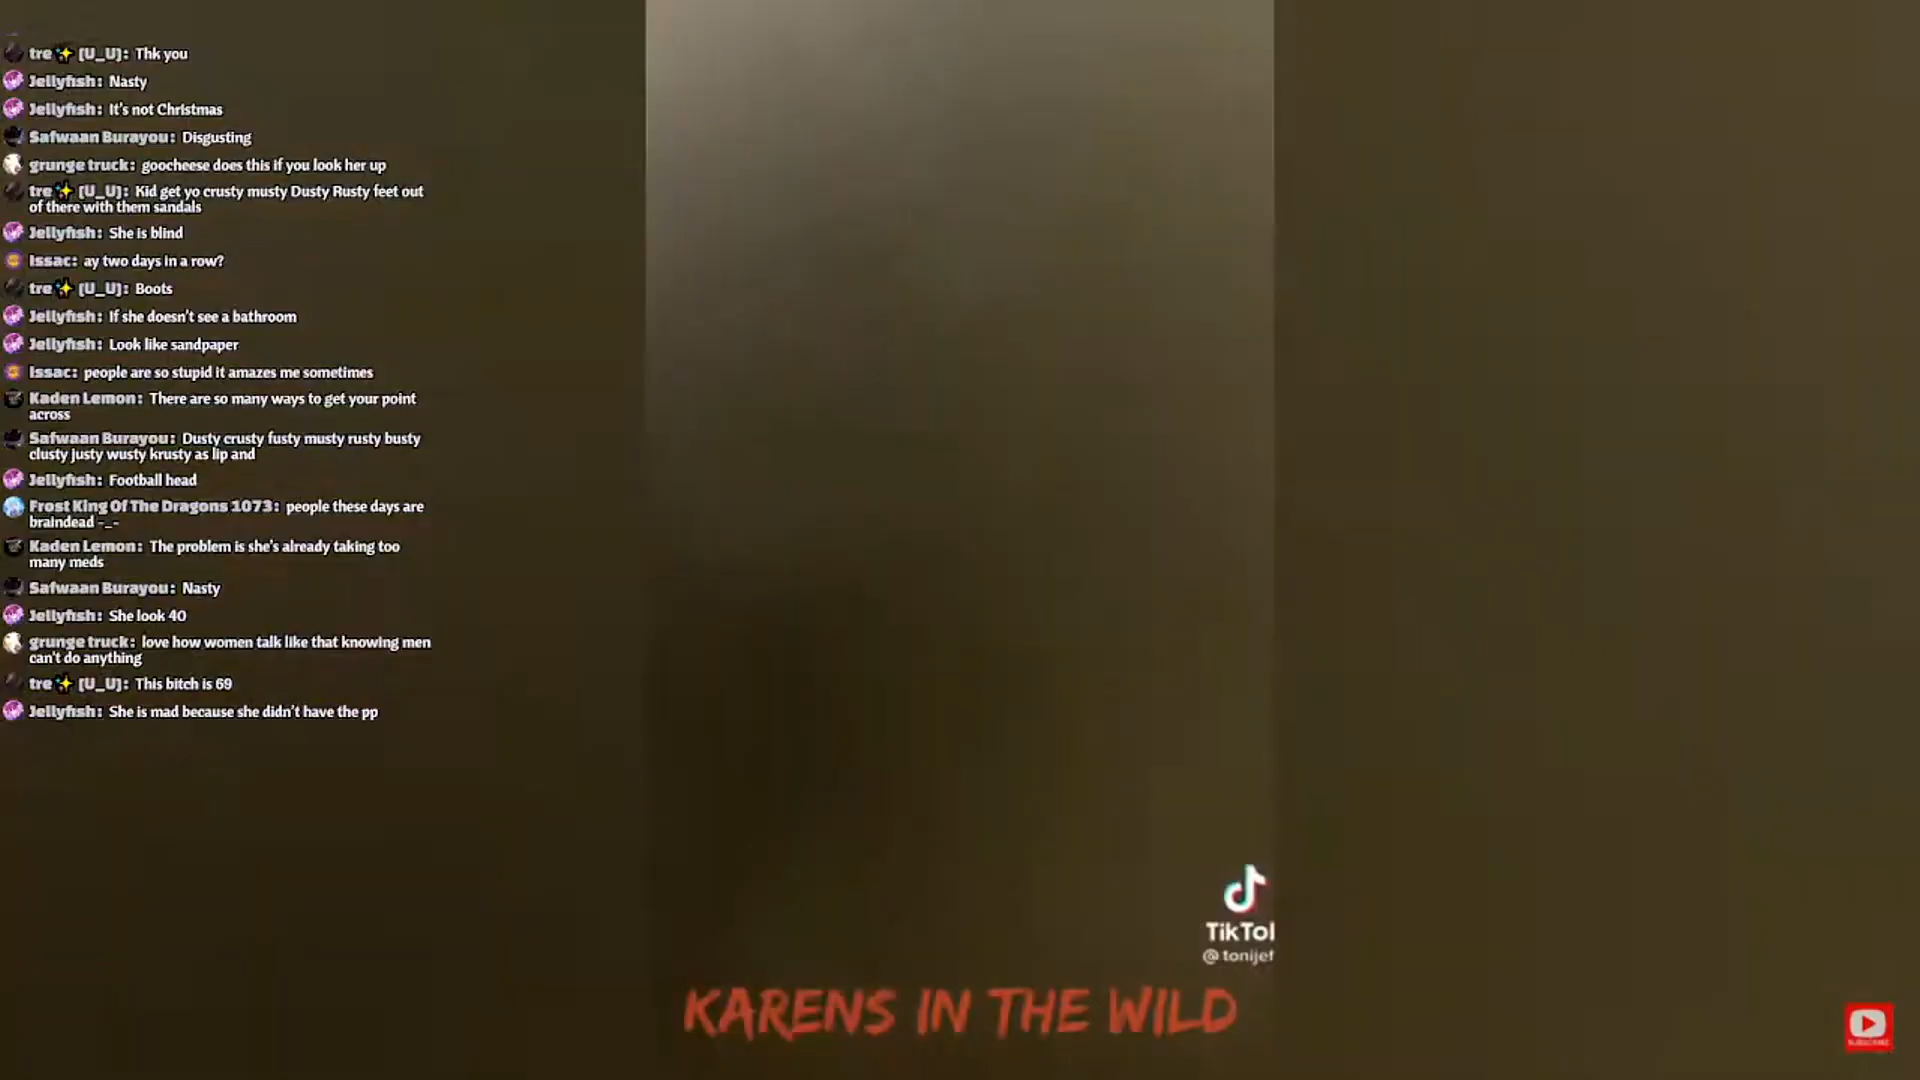 tre✨ [U_U]: Thk you
Jellyfish: Nasty
Jellyfish: It's not Christmas
Safwaan Burayou: Disgusting
grunge truck: goocheese does this if you look her up
tre✨ [U_U]: Kid get yo crusty musty Dusty Rusty feet out
of there with them sandals
Jellyfish: She is blind
Issac: ay two days in a row?
tre✨ [U_U]: Boots
Jellyfish: If she doesn't see a bathroom
Jellyfish: Look like sandpaper
Issac: people are so stupid it amazes me sometimes
Kaden Lemon: There are so many ways to get your point
across
Safwaan Burayou: Dusty crusty fusty musty rusty busty
clusty justy wusty krusty as lip and
Jellyfish: Football head
Frost King Of The Dragons 1073: people these days are
braindead -_-
Kaden Lemon: The problem is she's already taking too
many meds
Safwaan Burayou: Nasty
Jellyfish: She look 40
grunge truck: love how women talk like that knowing men
can't do anything
tre✨ [U_U]: This bitch is 69
Jellyfish: She is mad because she didn't have the pp
TikTo
@tonijef
KARENS IN THE WILD
SUBSCRIBE